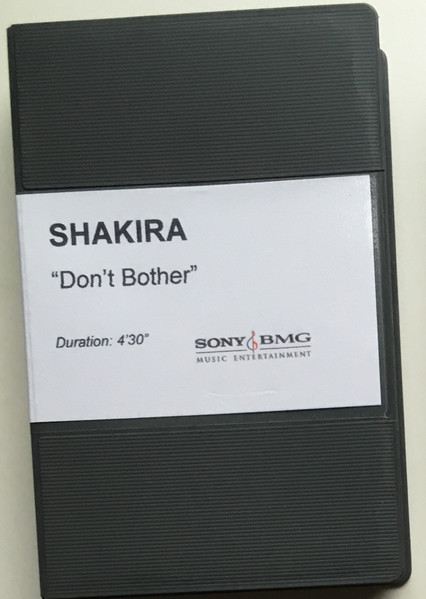 SHAKIRA
“Don’t Bother”
Duration: 4’30”
SONY BMG
MUSIC ENTERTAINMENT